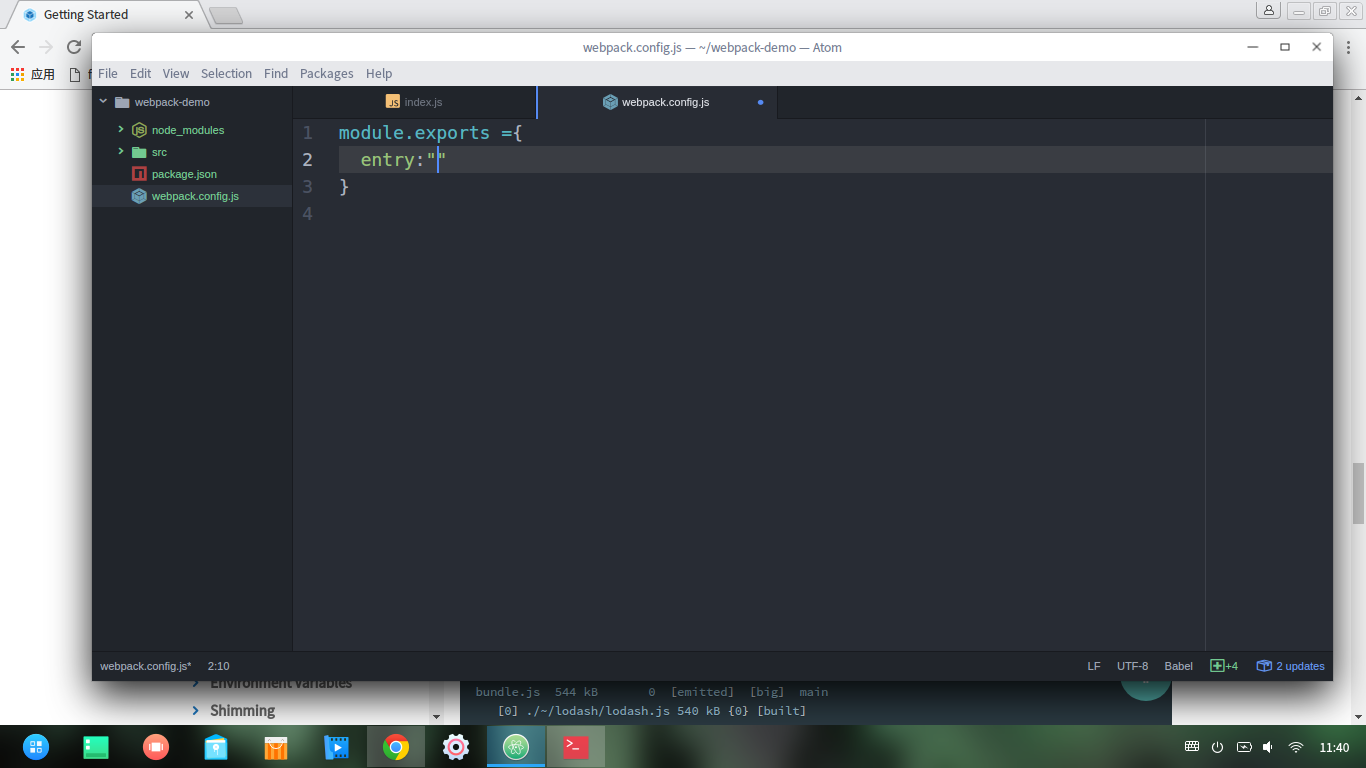 Getting Started
应用
webpack.config.js — ~/webpack-demo — Atom
File Edit View Selection Find Packages Help
webpack-demo
node_modules
src
package.json
webpack.config.js
index.js
webpack.config.js
1 module.exports ={
2 entry:""
3 }
4
webpack.config.js* 2:10
LF UTF-8 Babel +4 2 updates
Environment Variables
Shimming
bundle.js 544 kB 0 [emitted] [big] main
[0] ./~/lodash/lodash.js 540 kB {0} [built]
11:40